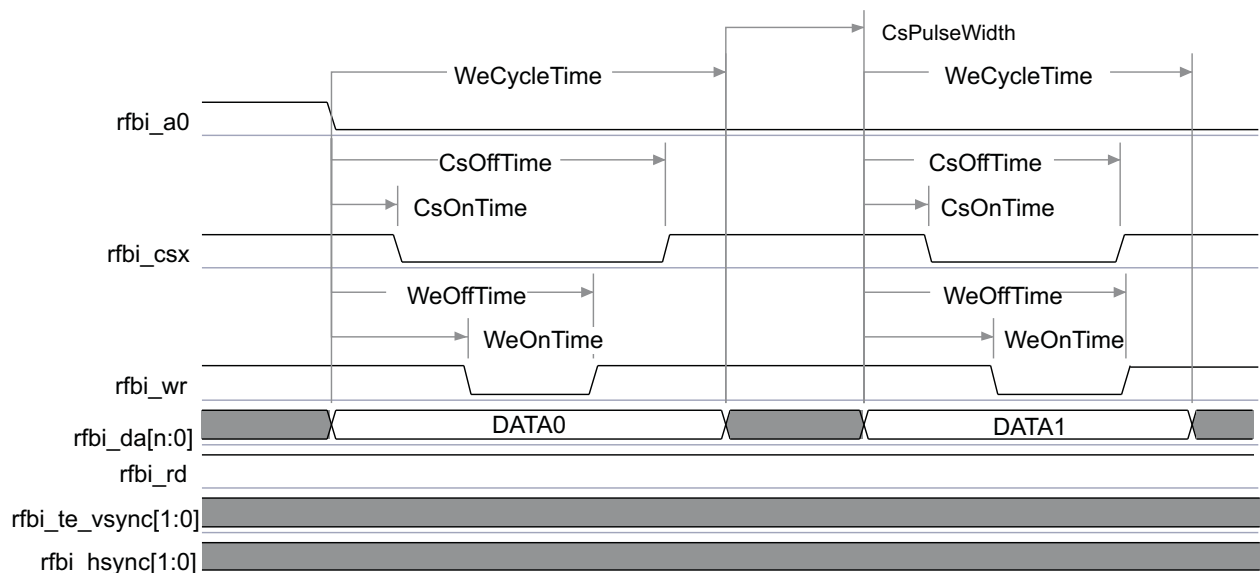 CsPulseWidth
WeCycleTime
WeCycleTime
rfbi_a0
CsOffTime
CsOffTime
CsOnTime
CsOnTime
rfbi_csx
WeOffTime
WeOffTime
WeOnTime
WeOnTime
rfbi_wr
DATA0
DATA1
rfbi_da[n:0]
rfbi_rd
rfbi_te_vsync[1:0]
rfbi_hsync[1:0]